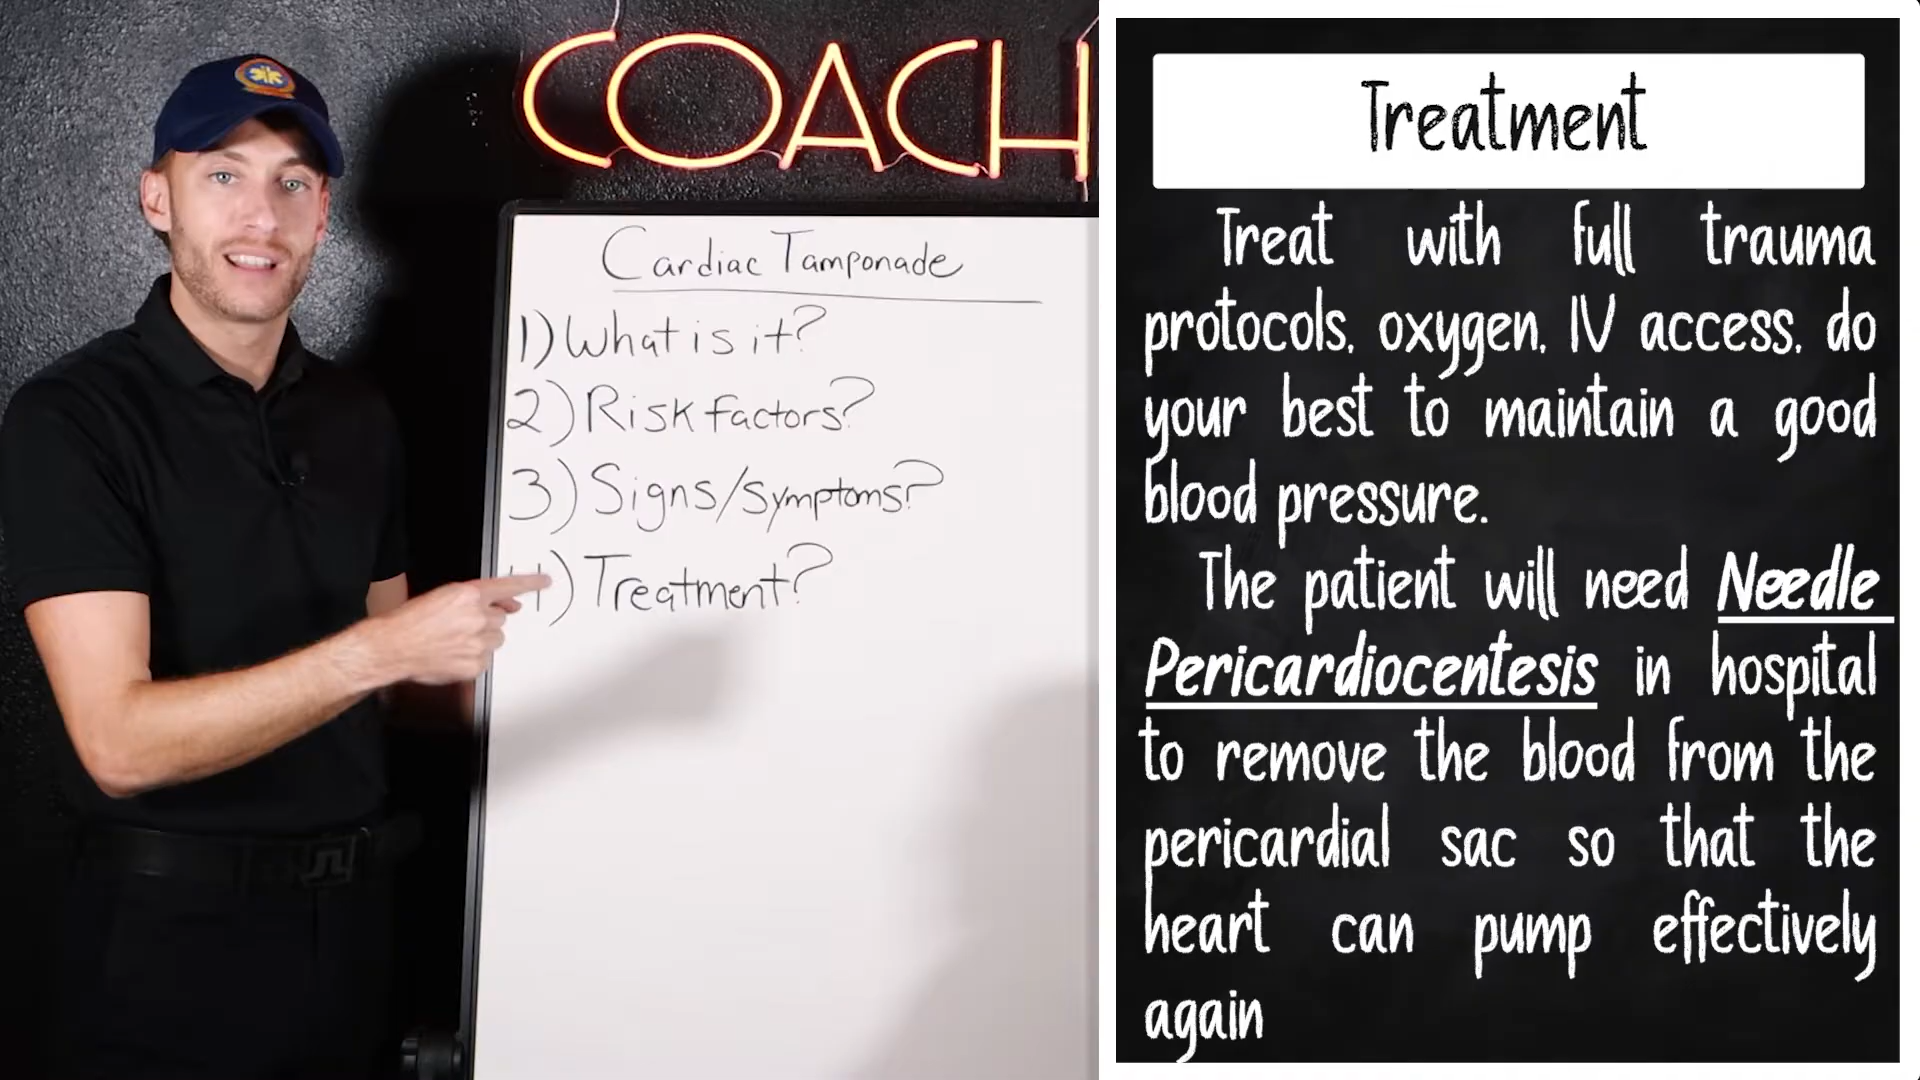 COACH
Cardiac Tamponade
1) What is it?
2) Risk factors?
3) Signs/Symptoms?
4) Treatment?
Treatment
Treat with full trauma
protocols, oxygen, IV access, do
your best to maintain a good
blood pressure.
The patient will need Needle
Pericardiocentesis in hospital
to remove the blood from the
pericardial sac so that the
heart can pump effectively
again